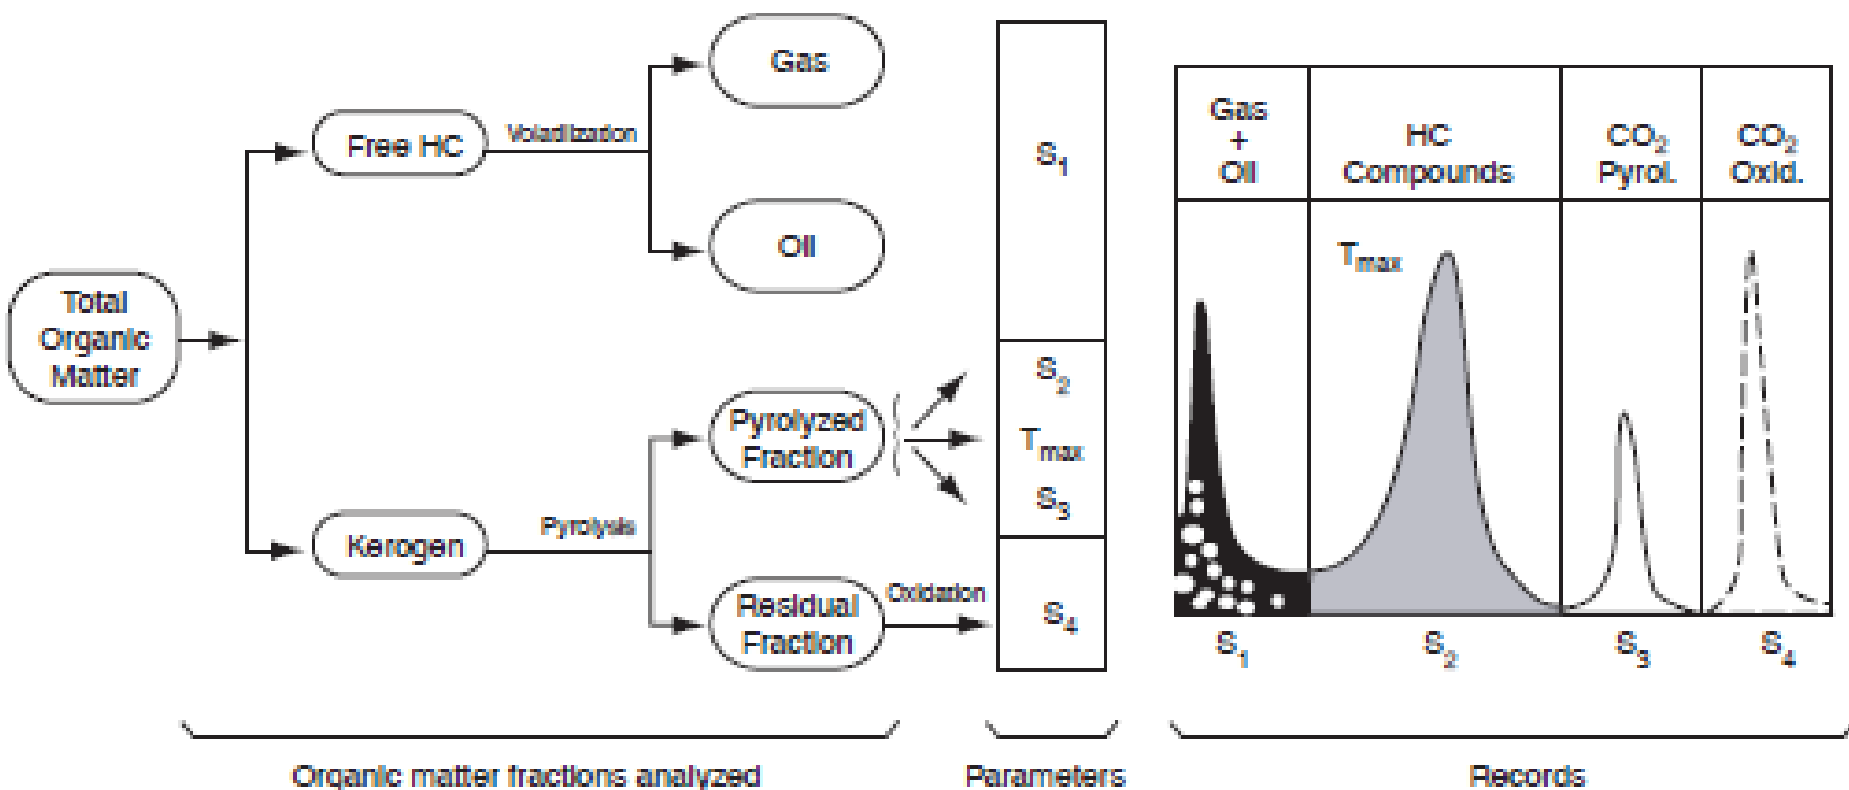 Gas
Free HC
Volatilization
Oil
Total
Organic
Matter
Pyrolyzed
Fraction
Kerogen
Pyrolysis
Residual
Fraction
Oxidation
S1
S2
Tmax
S3
S4
Gas
+
Oil
HC
Compounds
CO2
Pyrol.
CO2
Oxid.
Tmax
S1
S2
S3
S4
Organic matter fractions analyzed
Parameters
Records